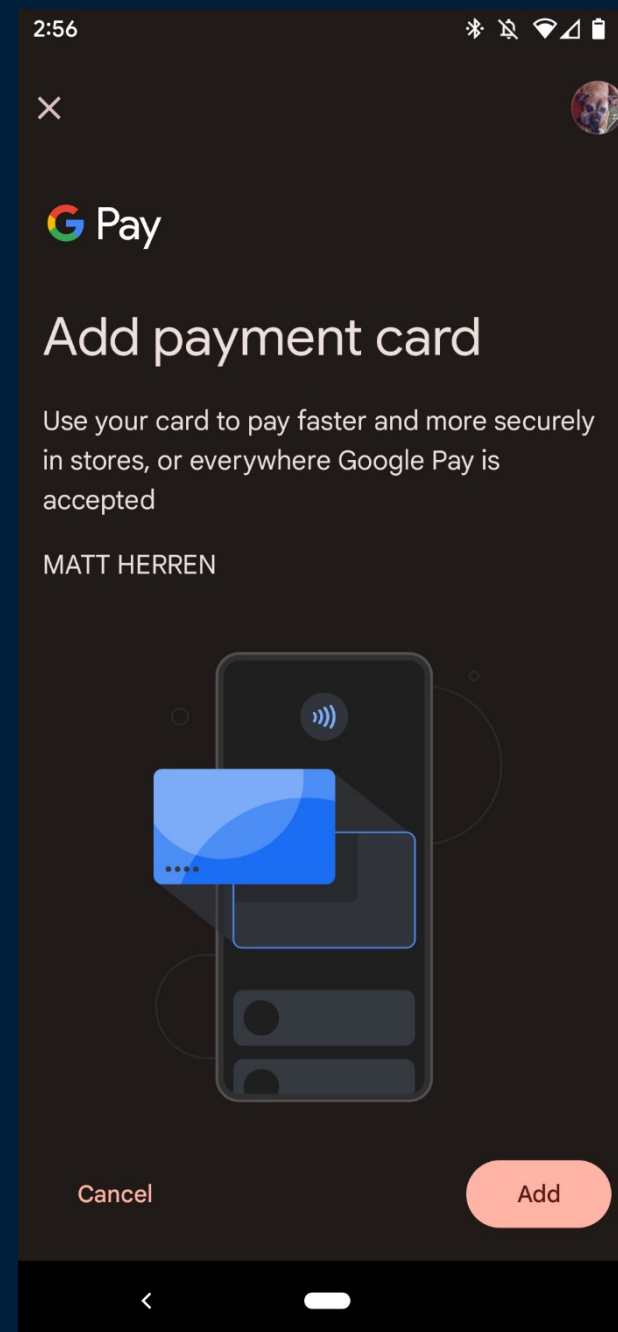 2:56
G Pay
Add payment card
Use your card to pay faster and more securely
in stores, or everywhere Google Pay is
accepted
MATT HERREN
Cancel
Add